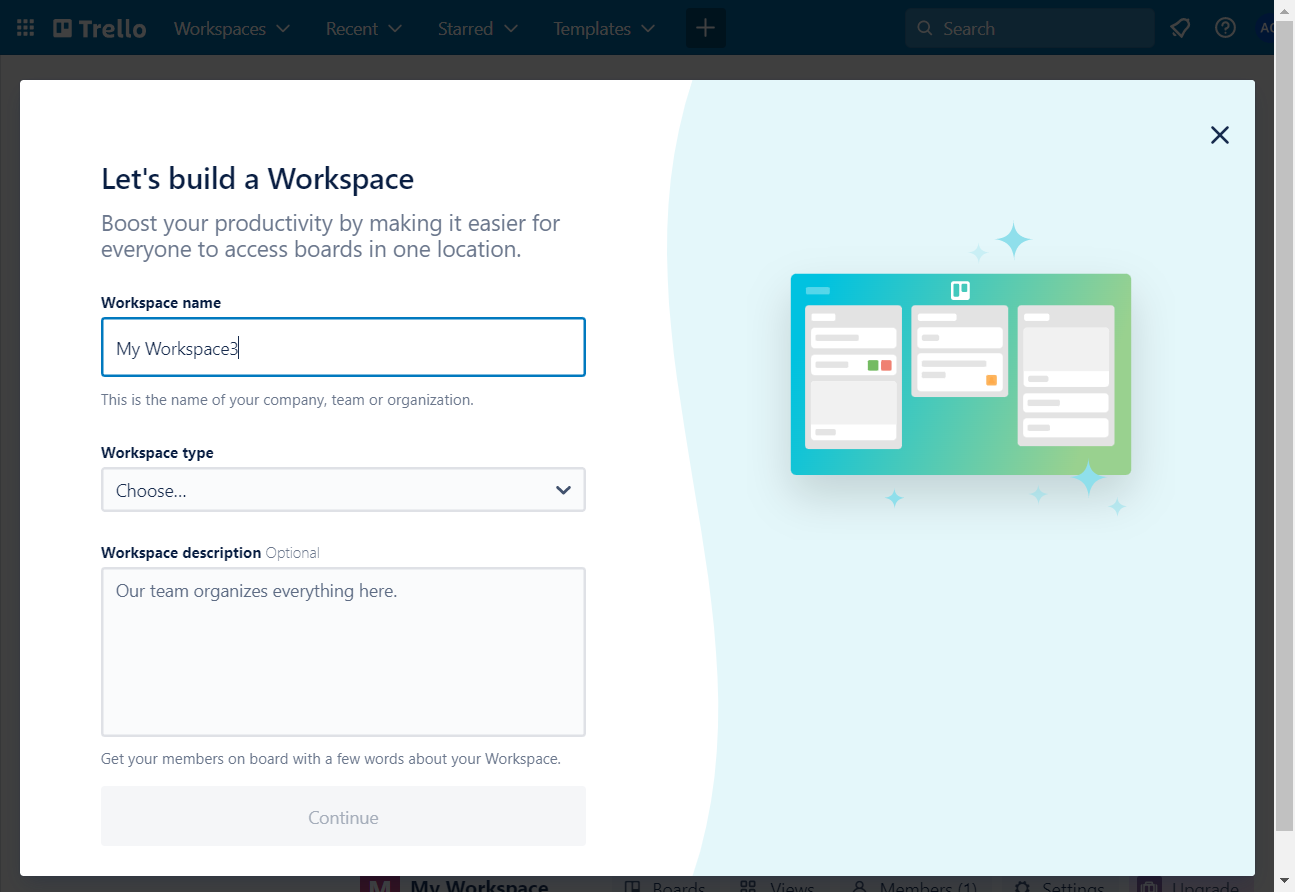 Trello Workspaces Recent Starred Templates Search
Let's build a Workspace
Boost your productivity by making it easier for
everyone to access boards in one location.
Workspace name
My Workspace3
This is the name of your company, team or organization.
Workspace type
Choose...
Workspace description Optional
Our team organizes everything here.
Get your members on board with a few words about your Workspace.
Continue
M My Workspace Boards Views Members (1) Settings Upgrade